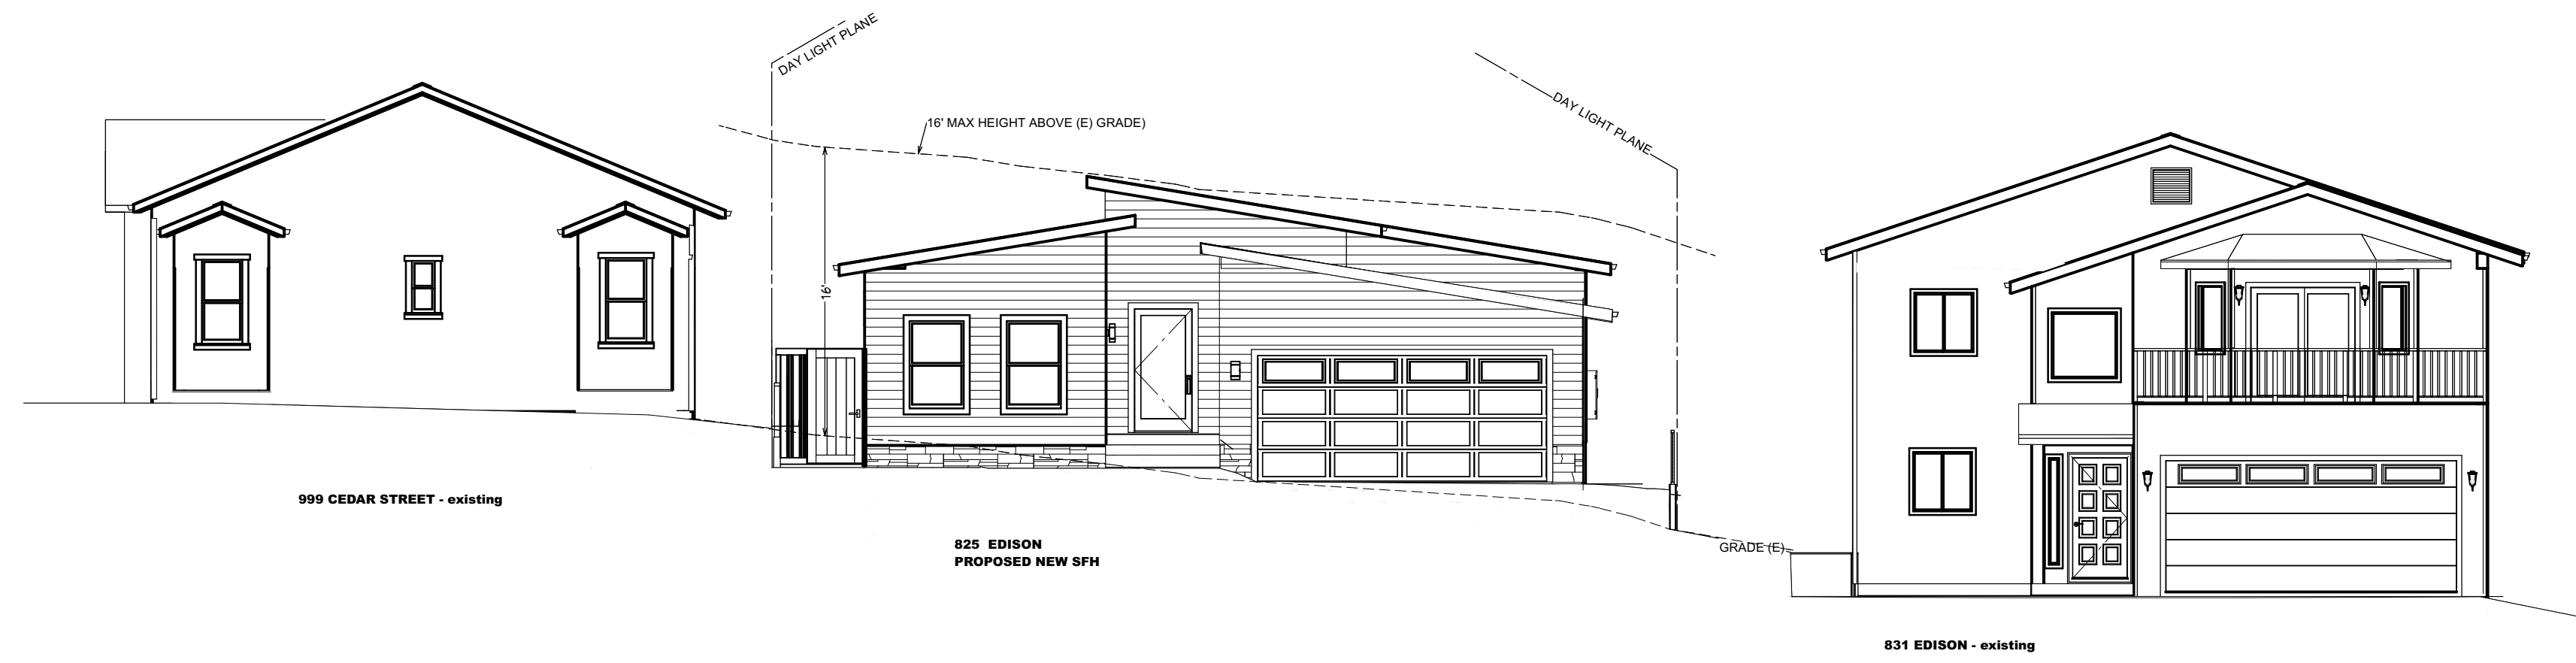 DAY LIGHT PLANE
16' MAX HEIGHT ABOVE (E) GRADE)
DAY LIGHT PLANE
16'
999 CEDAR STREET - existing
825 EDISON
PROPOSED NEW SFH
GRADE (E)
831 EDISON - existing